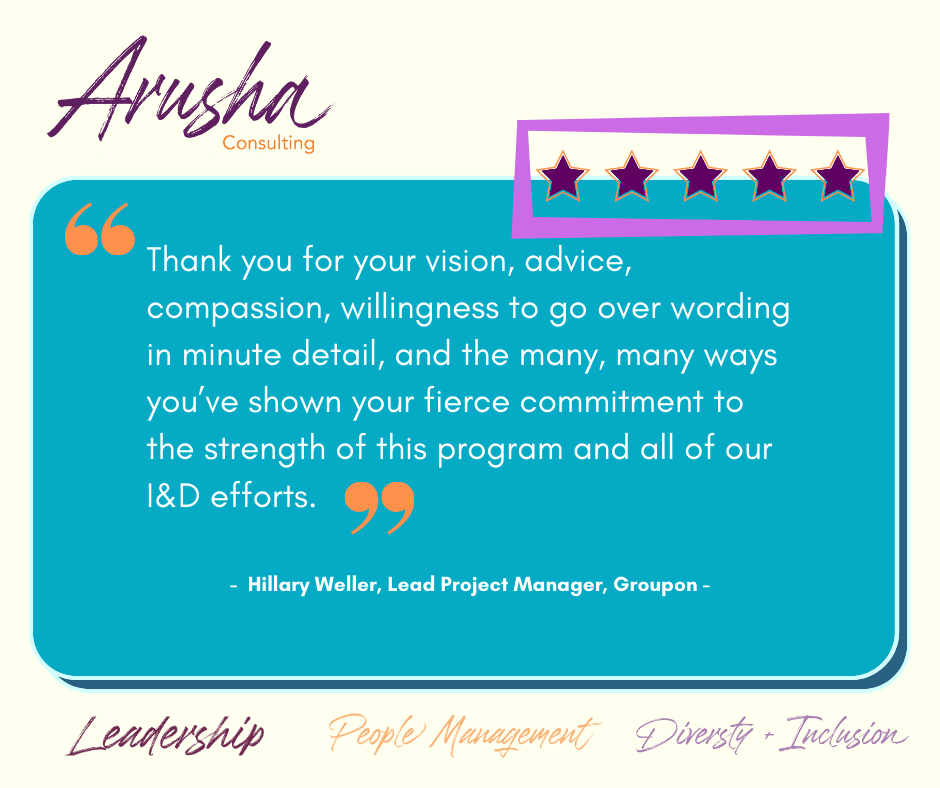 Arusha
Consulting
“
Thank you for your vision, advice,
compassion, willingness to go over wording
in minute detail, and the many, many ways
you’ve shown your fierce commitment to
the strength of this program and all of our
I&D efforts. ”
- Hillary Weller, Lead Project Manager, Groupon -
Leadership
People Management
Diversty + Inclusion